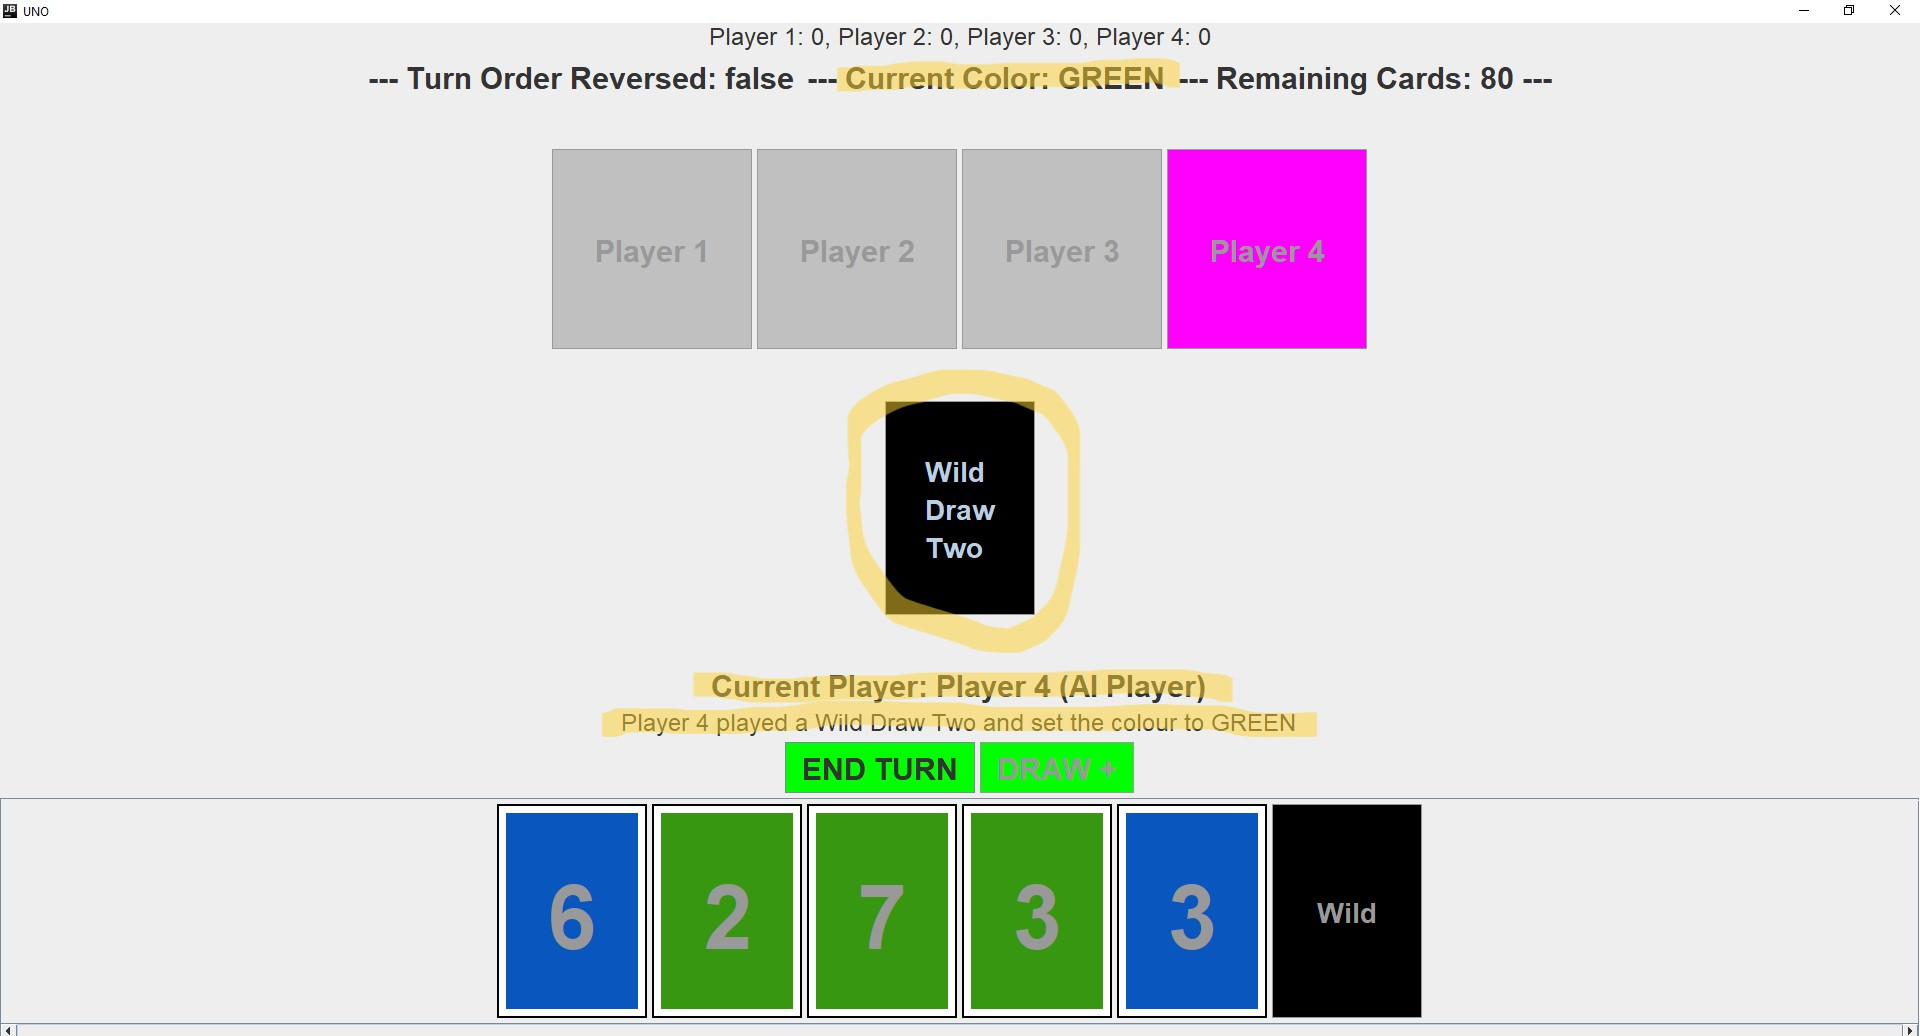 UNO
Player 1: 0, Player 2: 0, Player 3: 0, Player 4: 0
--- Turn Order Reversed: false --- Current Color: GREEN --- Remaining Cards: 80 ---
Player 1 Player 2 Player 3 Player 4
Wild
Draw
Two
Current Player: Player 4 (AI Player)
Player 4 played a Wild Draw Two and set the colour to GREEN
END TURN DRAW +
6 2 7 3 3 Wild